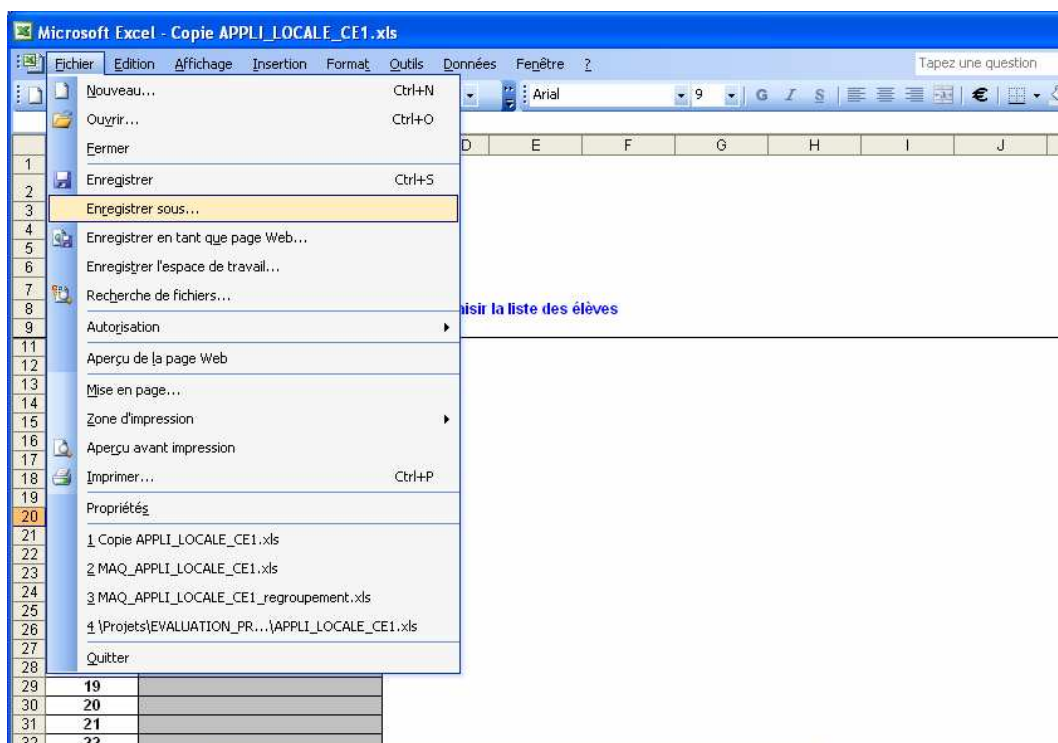 Microsoft Excel - Copie APPLI_LOCALE_CE1.xls
Fichier Edition Affichage Insertion Format Outils Données Fenêtre ? Tapez une question
Arial 9 G I S €
Nouveau... Ctrl+N
Ouvrir... Ctrl+O
Fermer
Enregistrer Ctrl+S
Enregistrer sous...
Enregistrer en tant que page Web...
Enregistrer l'espace de travail...
Recherche de fichiers...
Autorisation
Aperçu de la page Web
Mise en page...
Zone d'impression
Aperçu avant impression
Imprimer... Ctrl+P
Propriétés
1 Copie APPLI_LOCALE_CE1.xls
2 MAQ_APPLI_LOCALE_CE1.xls
3 MAQ_APPLI_LOCALE_CE1_regroupement.xls
4 \Projets\EVALUATION_PR...\APPLI_LOCALE_CE1.xls
Quitter
D E F G H I J
1
2
3
4
5
6
7
8 aisir la liste des élèves
9
11
12
13
14
15
16
17
18
19
20
21
22
23
24
25
26
27
28
29 19
30 20
31 21
32 22